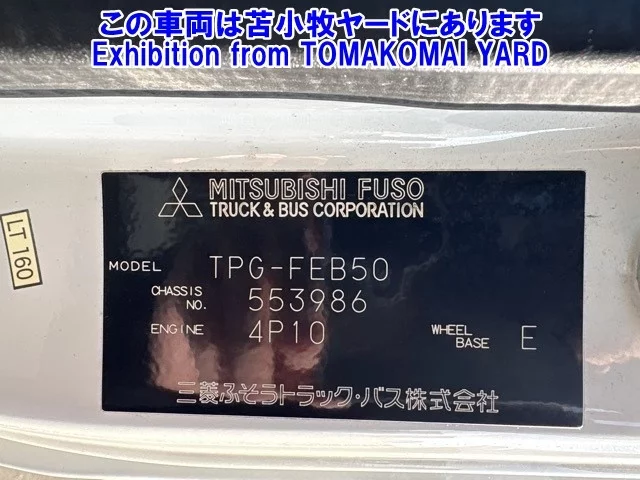 この車両は苫小牧ヤードにあります
Exhibition from TOMAKOMAI YARD
MITSUBISHI FUSO
TRUCK & BUS CORPORATION
LT 160
MODEL TPG-FEB50
CHASSIS NO. 553986
ENGINE 4P10 WHEEL BASE E
三菱ふそうトラック・バス株式会社